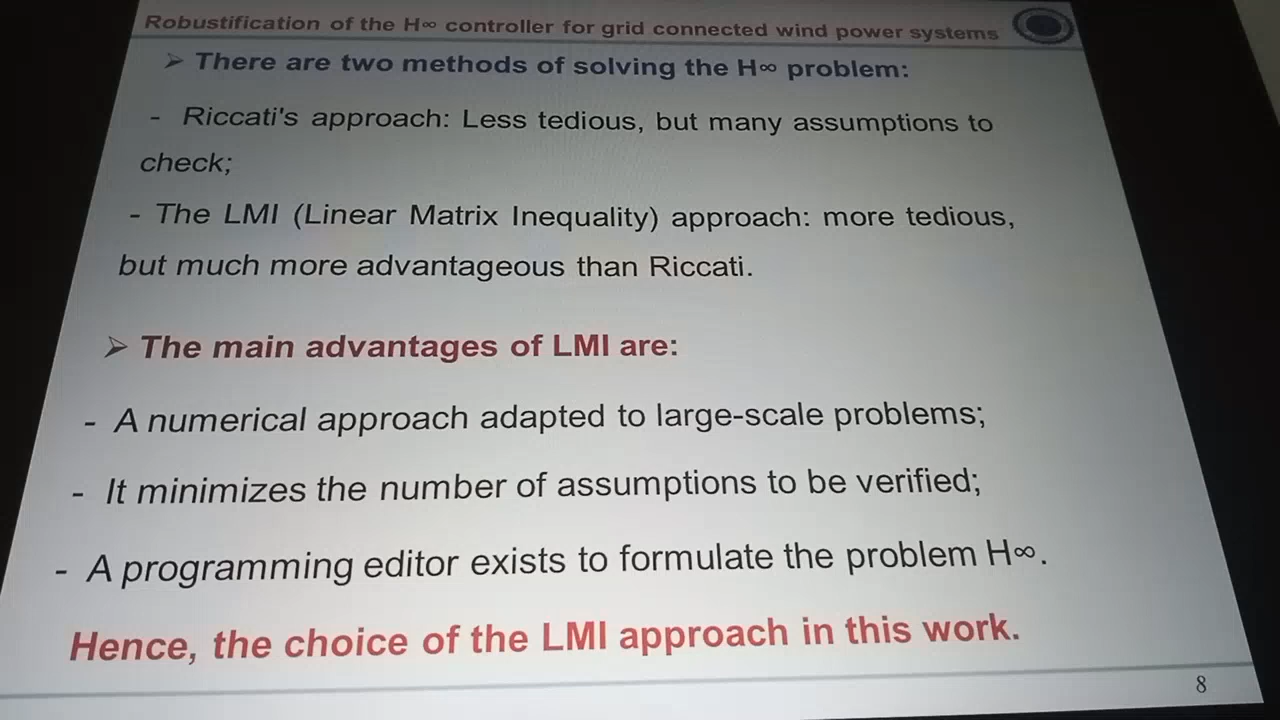 Robustification of the H∞ controller for grid connected wind power systems
➢ There are two methods of solving the H∞ problem:
- Riccati's approach: Less tedious, but many assumptions to
check;
- The LMI (Linear Matrix Inequality) approach: more tedious,
but much more advantageous than Riccati.
➢ The main advantages of LMI are:
- A numerical approach adapted to large-scale problems;
- It minimizes the number of assumptions to be verified;
- A programming editor exists to formulate the problem H∞.
Hence, the choice of the LMI approach in this work.
8